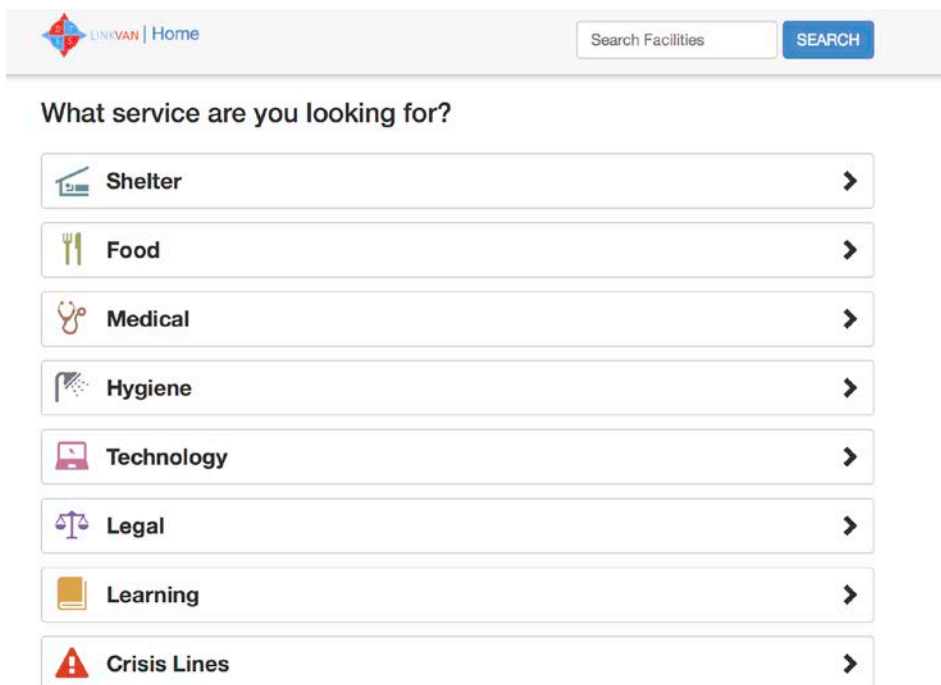 LINKVAN | Home
Search Facilities
SEARCH
What service are you looking for?
Shelter
Food
Medical
Hygiene
Technology
Legal
Learning
Crisis Lines